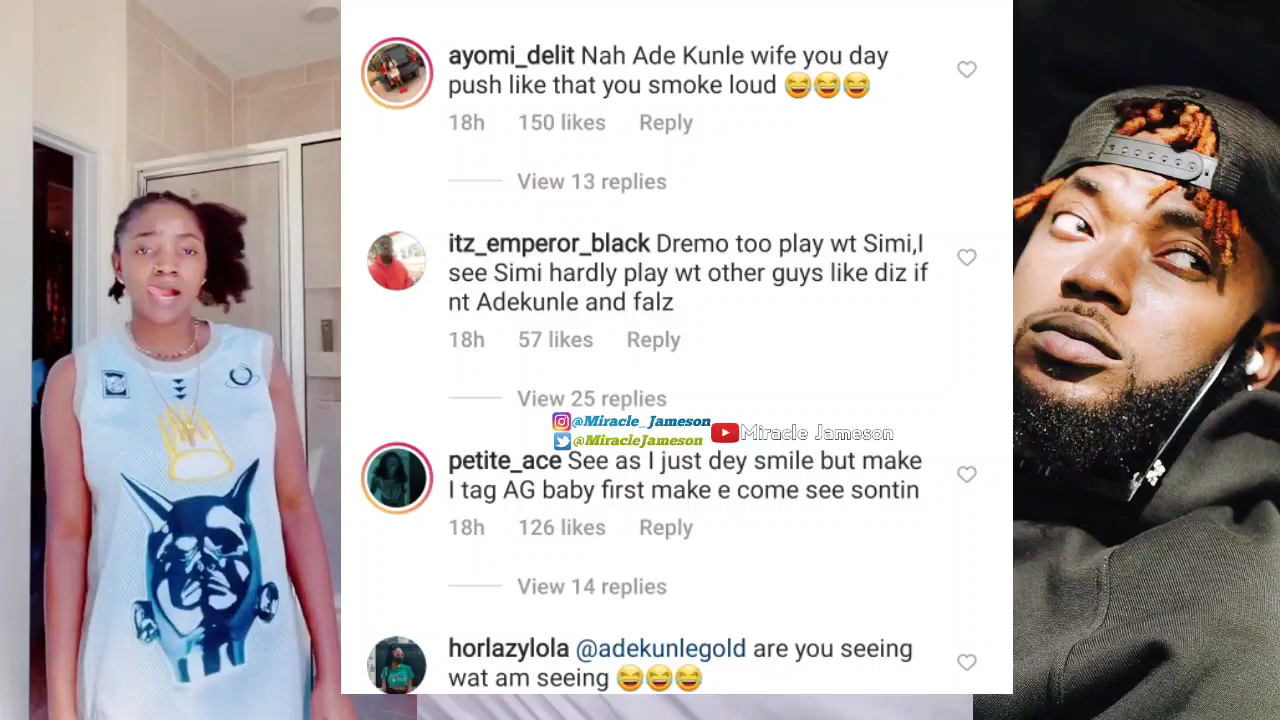 ayomi_delit Nah Ade Kunle wife you day
push like that you smoke loud 😂😂😂
18h 150 likes Reply
View 13 replies
itz_emperor_black Dremo too play wt Simi,I
see Simi hardly play wt other guys like diz if
nt Adekunle and falz
18h 57 likes Reply
View 25 replies
@Miracle_Jameson
@MiracleJameson
Miracle Jameson
petite_ace See as I just dey smile but make
I tag AG baby first make e come see sontin
18h 126 likes Reply
View 14 replies
horlazylola @adekunlegold are you seeing
wat am seeing 😂😂😂